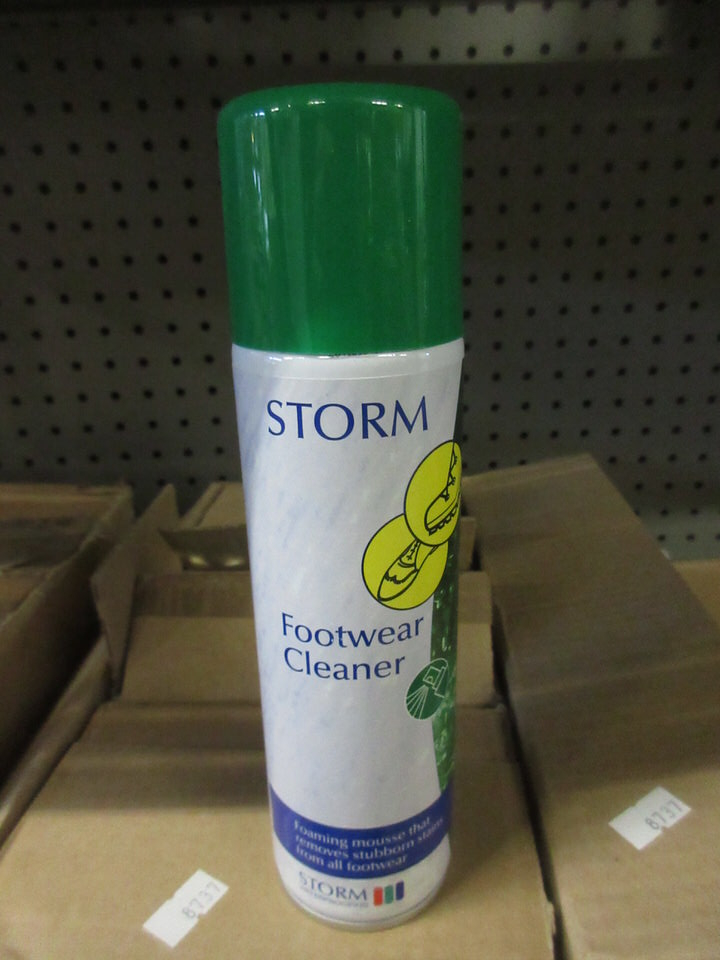 STORM
Footwear
Cleaner
Foaming mousse that
removes stubborn stains
from all footwear
STORM
8737
8737